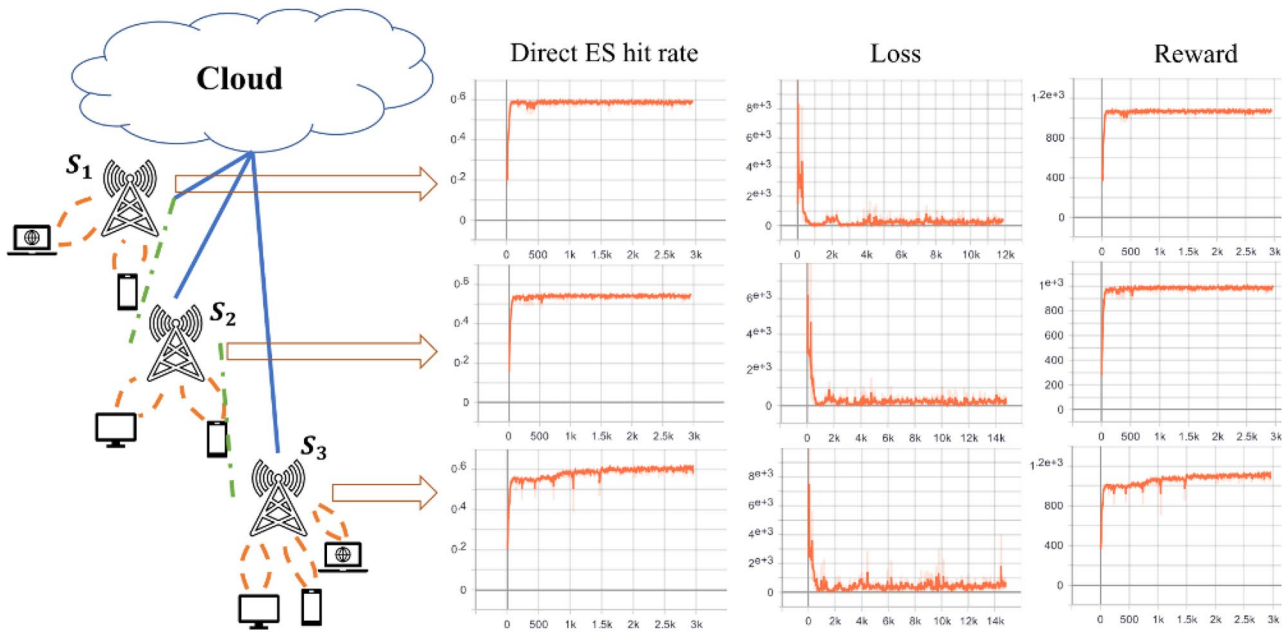 Direct ES hit rate Loss Reward
Cloud
S₁
S₂
S₃
0.6
0.4
0.2
0
0 500 1k 1.5k 2k 2.5k 3k
8e+3
6e+3
4e+3
2e+3
0
0 2k 4k 6k 8k 10k 12k
1.2e+3
800
400
0
0 500 1k 1.5k 2k 2.5k 3k
0.6
0.4
0.2
0
0 500 1k 1.5k 2k 2.5k 3k
6e+3
4e+3
2e+3
0
0 2k 4k 6k 8k 10k 12k 14k
1e+3
800
600
400
200
0
0 500 1k 1.5k 2k 2.5k 3k
0.6
0.4
0.2
0
0 500 1k 1.5k 2k 2.5k 3k
8e+3
6e+3
4e+3
2e+3
0
0 2k 4k 6k 8k 10k 12k 14k
1.2e+3
800
400
0
0 500 1k 1.5k 2k 2.5k 3k